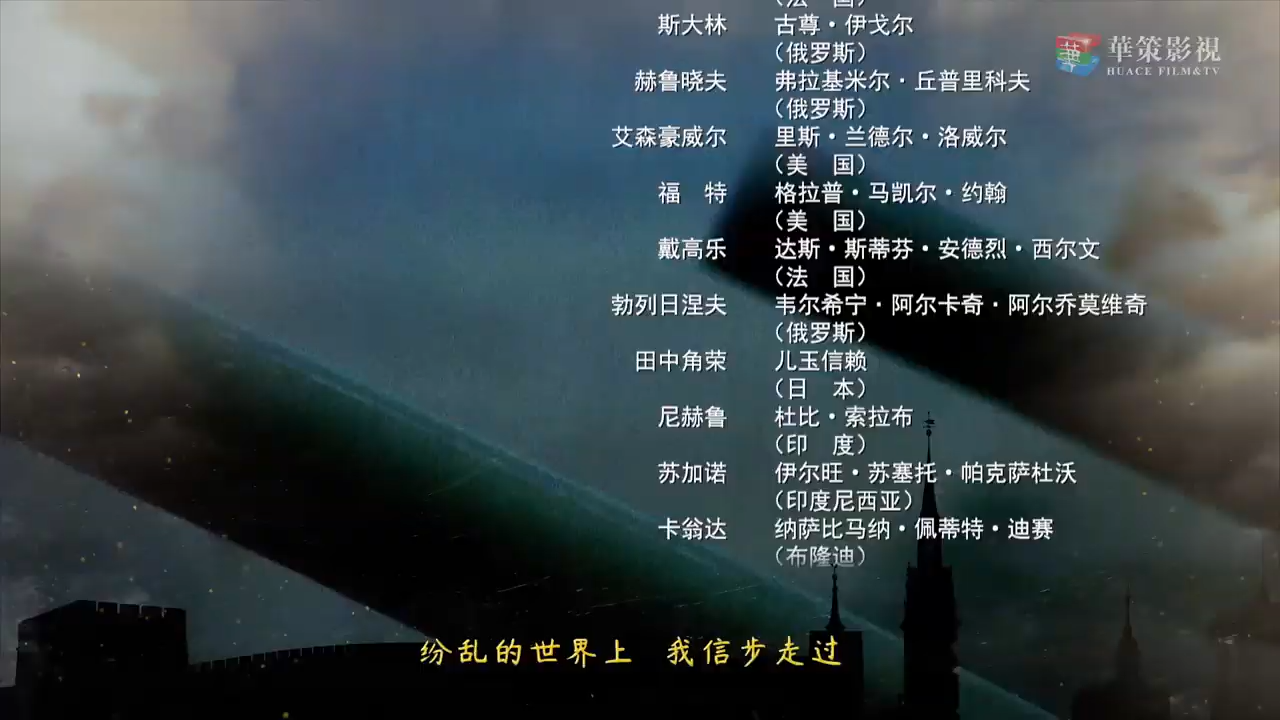 （法　国）
斯大林　古尊·伊戈尔
（俄罗斯）
赫鲁晓夫　弗拉基米尔·丘普里科夫
（俄罗斯）
艾森豪威尔　里斯·兰德尔·洛威尔
（美　国）
福　特　格拉普·马凯尔·约翰
（美　国）
戴高乐　达斯·斯蒂芬·安德烈·西尔文
（法　国）
勃列日涅夫　韦尔希宁·阿尔卡奇·阿尔乔莫维奇
（俄罗斯）
田中角荣　儿玉信赖
（日　本）
尼赫鲁　杜比·索拉布
（印　度）
苏加诺　伊尔旺·苏塞托·帕克萨杜沃
（印度尼西亚）
卡翁达　纳萨比马纳·佩蒂特·迪赛
（布隆迪）
華
華策影視
HUACE FILM&TV
纷乱的世界上　我信步走过